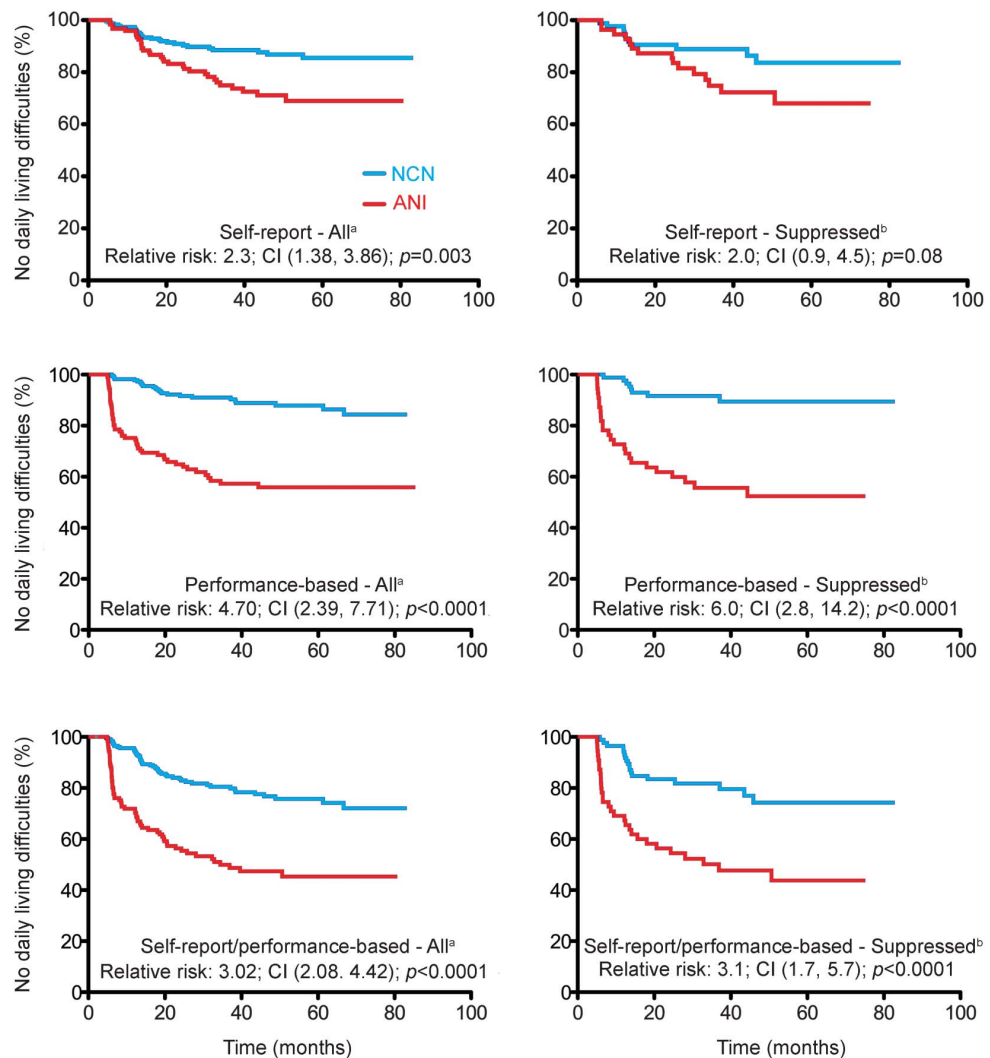 No daily living difficulties (%)
100
80
60
40
20
0
NCN
ANI
Self-report - Allᵃ
Relative risk: 2.3; CI (1.38, 3.86); p=0.003
0 20 40 60 80 100
100
80
60
40
20
0
Self-report - Suppressedᵇ
Relative risk: 2.0; CI (0.9, 4.5); p=0.08
0 20 40 60 80 100
No daily living difficulties (%)
100
80
60
40
20
0
Performance-based - Allᵃ
Relative risk: 4.70; CI (2.39, 7.71); p<0.0001
0 20 40 60 80 100
100
80
60
40
20
0
Performance-based - Suppressedᵇ
Relative risk: 6.0; CI (2.8, 14.2); p<0.0001
0 20 40 60 80 100
No daily living difficulties (%)
100
80
60
40
20
0
Self-report/performance-based - Allᵃ
Relative risk: 3.02; CI (2.08. 4.42); p<0.0001
0 20 40 60 80 100
Time (months)
100
80
60
40
20
0
Self-report/performance-based - Suppressedᵇ
Relative risk: 3.1; CI (1.7, 5.7); p<0.0001
0 20 40 60 80 100
Time (months)